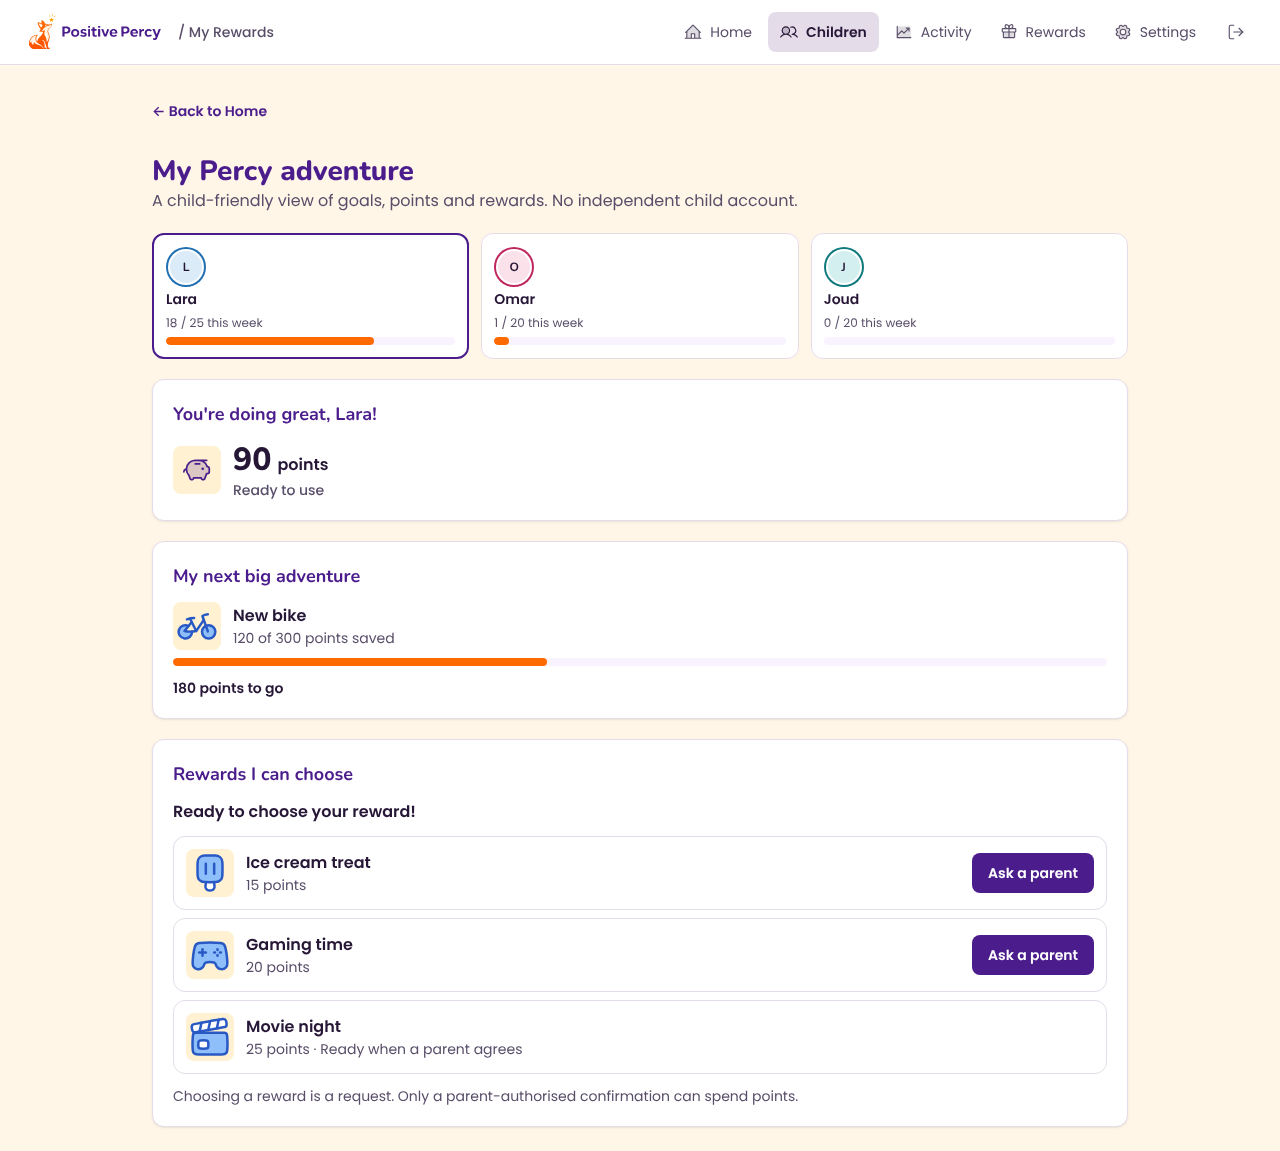 Positive Percy / My Rewards
Home
Children
Activity
Rewards
Settings
← Back to Home
My Percy adventure
A child-friendly view of goals, points and rewards. No independent child account.
L
Lara
18 / 25 this week
O
Omar
1 / 20 this week
J
Joud
0 / 20 this week
You're doing great, Lara!
90 points
Ready to use
My next big adventure
New bike
120 of 300 points saved
180 points to go
Rewards I can choose
Ready to choose your reward!
Ice cream treat
15 points
Ask a parent
Gaming time
20 points
Ask a parent
Movie night
25 points · Ready when a parent agrees
Choosing a reward is a request. Only a parent-authorised confirmation can spend points.